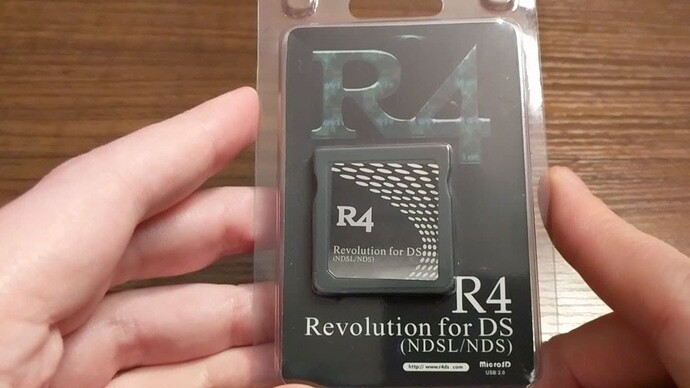 R4
R4
Revolution for DS
(NDSL/NDS)
R4
Revolution for DS
(NDSL/NDS)
http://www.r4ds.com
MicroSD
USB 2.0